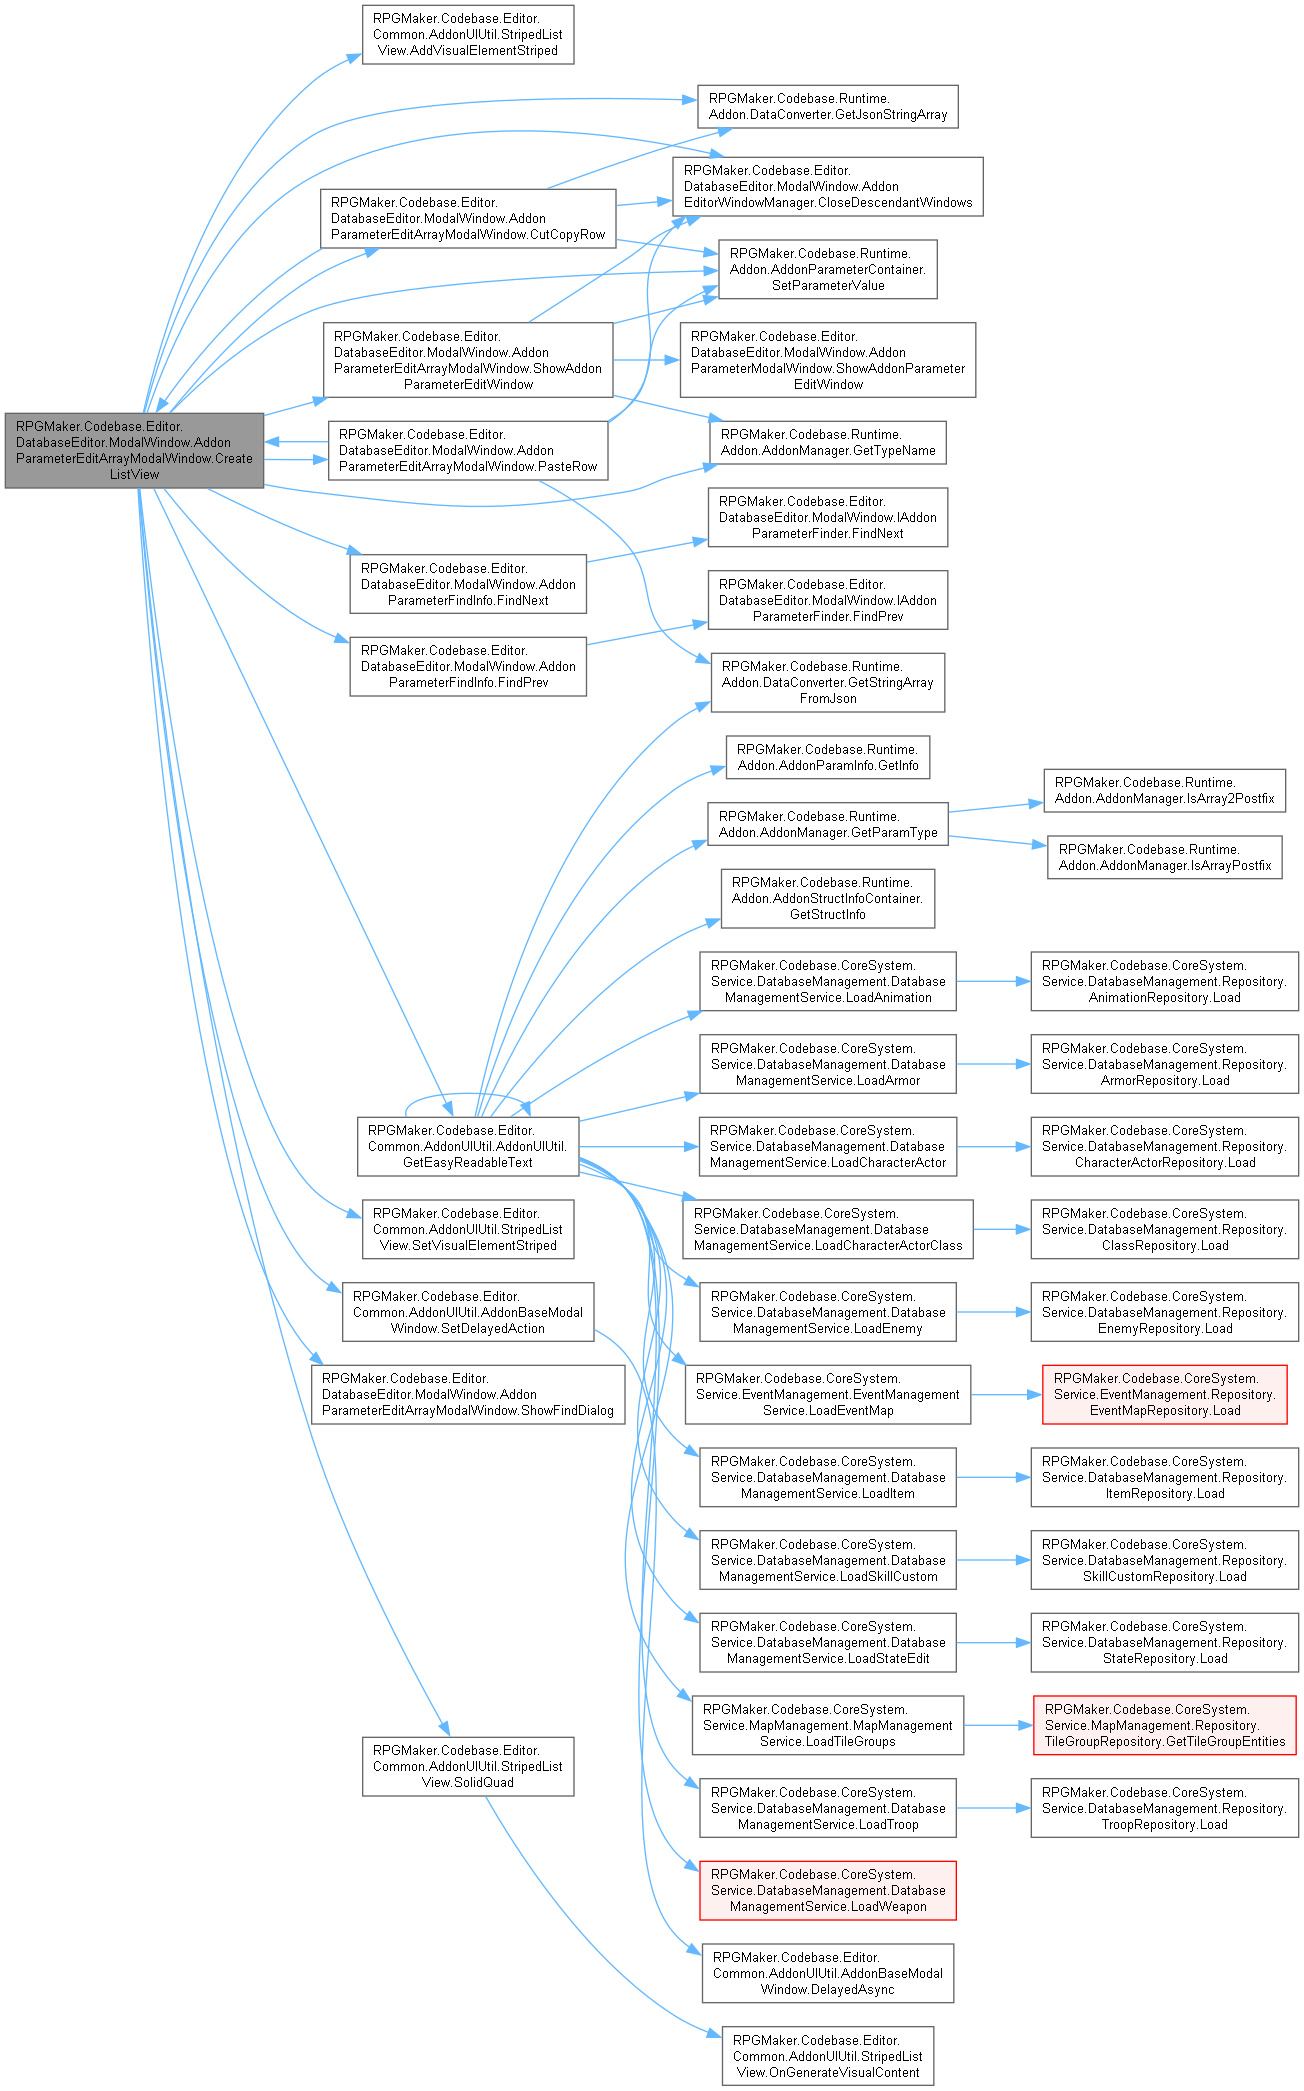 RPGMaker.Codebase.Editor.
Common.AddonUIUtil.StripedList
View.AddVisualElementStriped
RPGMaker.Codebase.Runtime.
Addon.DataConverter.GetJsonStringArray
RPGMaker.Codebase.Editor.
DatabaseEditor.ModalWindow.Addon
EditorWindowManager.CloseDescendantWindows
RPGMaker.Codebase.Editor.
DatabaseEditor.ModalWindow.Addon
ParameterEditArrayModalWindow.CutCopyRow
RPGMaker.Codebase.Runtime.
Addon.AddonParameterContainer.
SetParameterValue
RPGMaker.Codebase.Editor.
DatabaseEditor.ModalWindow.Addon
ParameterEditArrayModalWindow.ShowAddon
ParameterEditWindow
RPGMaker.Codebase.Editor.
DatabaseEditor.ModalWindow.Addon
ParameterModalWindow.ShowAddonParameter
EditWindow
RPGMaker.Codebase.Editor.
DatabaseEditor.ModalWindow.Addon
ParameterEditArrayModalWindow.Create
ListView
RPGMaker.Codebase.Editor.
DatabaseEditor.ModalWindow.Addon
ParameterEditArrayModalWindow.PasteRow
RPGMaker.Codebase.Runtime.
Addon.AddonManager.GetTypeName
RPGMaker.Codebase.Editor.
DatabaseEditor.ModalWindow.IAddon
ParameterFinder.FindNext
RPGMaker.Codebase.Editor.
DatabaseEditor.ModalWindow.Addon
ParameterFindInfo.FindNext
RPGMaker.Codebase.Editor.
DatabaseEditor.ModalWindow.IAddon
ParameterFinder.FindPrev
RPGMaker.Codebase.Editor.
DatabaseEditor.ModalWindow.Addon
ParameterFindInfo.FindPrev
RPGMaker.Codebase.Runtime.
Addon.DataConverter.GetStringArray
FromJson
RPGMaker.Codebase.Runtime.
Addon.AddonParamInfo.GetInfo
RPGMaker.Codebase.Runtime.
Addon.AddonManager.GetParamType
RPGMaker.Codebase.Runtime.
Addon.AddonManager.IsArray2Postfix
RPGMaker.Codebase.Runtime.
Addon.AddonManager.IsArrayPostfix
RPGMaker.Codebase.Runtime.
Addon.AddonStructInfoContainer.
GetStructInfo
RPGMaker.Codebase.CoreSystem.
Service.DatabaseManagement.Database
ManagementService.LoadAnimation
RPGMaker.Codebase.CoreSystem.
Service.DatabaseManagement.Repository.
AnimationRepository.Load
RPGMaker.Codebase.CoreSystem.
Service.DatabaseManagement.Database
ManagementService.LoadArmor
RPGMaker.Codebase.CoreSystem.
Service.DatabaseManagement.Repository.
ArmorRepository.Load
RPGMaker.Codebase.Editor.
Common.AddonUIUtil.AddonUIUtil.
GetEasyReadableText
RPGMaker.Codebase.CoreSystem.
Service.DatabaseManagement.Database
ManagementService.LoadCharacterActor
RPGMaker.Codebase.CoreSystem.
Service.DatabaseManagement.Repository.
CharacterActorRepository.Load
RPGMaker.Codebase.Editor.
Common.AddonUIUtil.StripedList
View.SetVisualElementStriped
RPGMaker.Codebase.CoreSystem.
Service.DatabaseManagement.Database
ManagementService.LoadCharacterActorClass
RPGMaker.Codebase.CoreSystem.
Service.DatabaseManagement.Repository.
ClassRepository.Load
RPGMaker.Codebase.Editor.
Common.AddonUIUtil.AddonBaseModal
Window.SetDelayedAction
RPGMaker.Codebase.CoreSystem.
Service.DatabaseManagement.Database
ManagementService.LoadEnemy
RPGMaker.Codebase.CoreSystem.
Service.DatabaseManagement.Repository.
EnemyRepository.Load
RPGMaker.Codebase.Editor.
DatabaseEditor.ModalWindow.Addon
ParameterEditArrayModalWindow.ShowFindDialog
RPGMaker.Codebase.CoreSystem.
Service.EventManagement.EventManagement
Service.LoadEventMap
RPGMaker.Codebase.CoreSystem.
Service.EventManagement.Repository.
EventMapRepository.Load
RPGMaker.Codebase.CoreSystem.
Service.DatabaseManagement.Database
ManagementService.LoadItem
RPGMaker.Codebase.CoreSystem.
Service.DatabaseManagement.Repository.
ItemRepository.Load
RPGMaker.Codebase.CoreSystem.
Service.DatabaseManagement.Database
ManagementService.LoadSkillCustom
RPGMaker.Codebase.CoreSystem.
Service.DatabaseManagement.Repository.
SkillCustomRepository.Load
RPGMaker.Codebase.CoreSystem.
Service.DatabaseManagement.Database
ManagementService.LoadStateEdit
RPGMaker.Codebase.CoreSystem.
Service.DatabaseManagement.Repository.
StateRepository.Load
RPGMaker.Codebase.CoreSystem.
Service.MapManagement.MapManagement
Service.LoadTileGroups
RPGMaker.Codebase.CoreSystem.
Service.MapManagement.Repository.
TileGroupRepository.GetTileGroupEntities
RPGMaker.Codebase.Editor.
Common.AddonUIUtil.StripedList
View.SolidQuad
RPGMaker.Codebase.CoreSystem.
Service.DatabaseManagement.Database
ManagementService.LoadTroop
RPGMaker.Codebase.CoreSystem.
Service.DatabaseManagement.Repository.
TroopRepository.Load
RPGMaker.Codebase.CoreSystem.
Service.DatabaseManagement.Database
ManagementService.LoadWeapon
RPGMaker.Codebase.Editor.
Common.AddonUIUtil.AddonBaseModal
Window.DelayedAsync
RPGMaker.Codebase.Editor.
Common.AddonUIUtil.StripedList
View.OnGenerateVisualContent